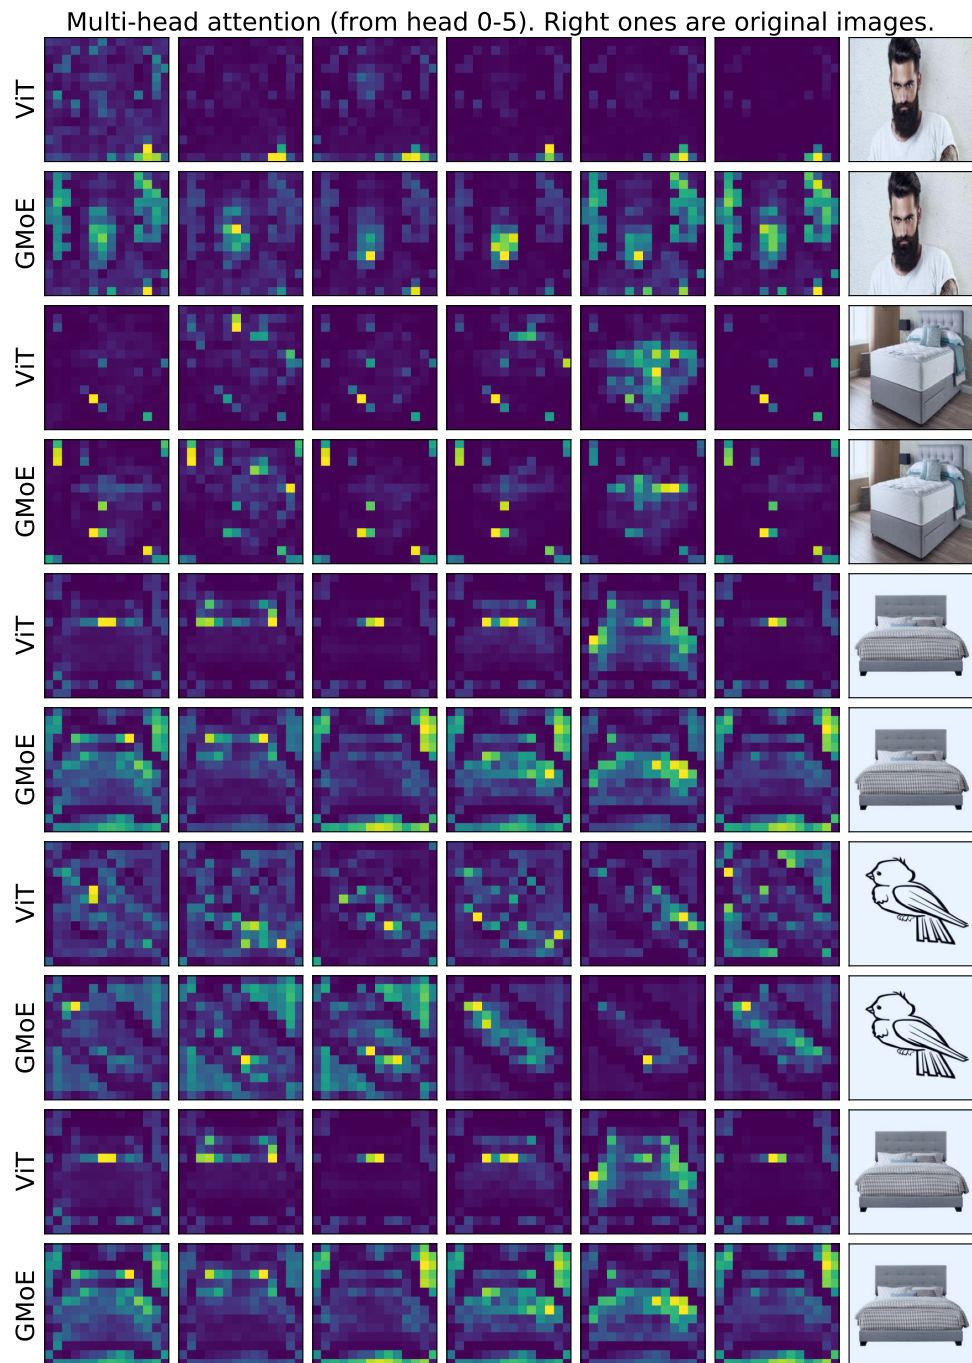 Multi-head attention (from head 0-5). Right ones are original images.
ViT
GMoE
ViT
GMoE
ViT
GMoE
ViT
GMoE
ViT
GMoE